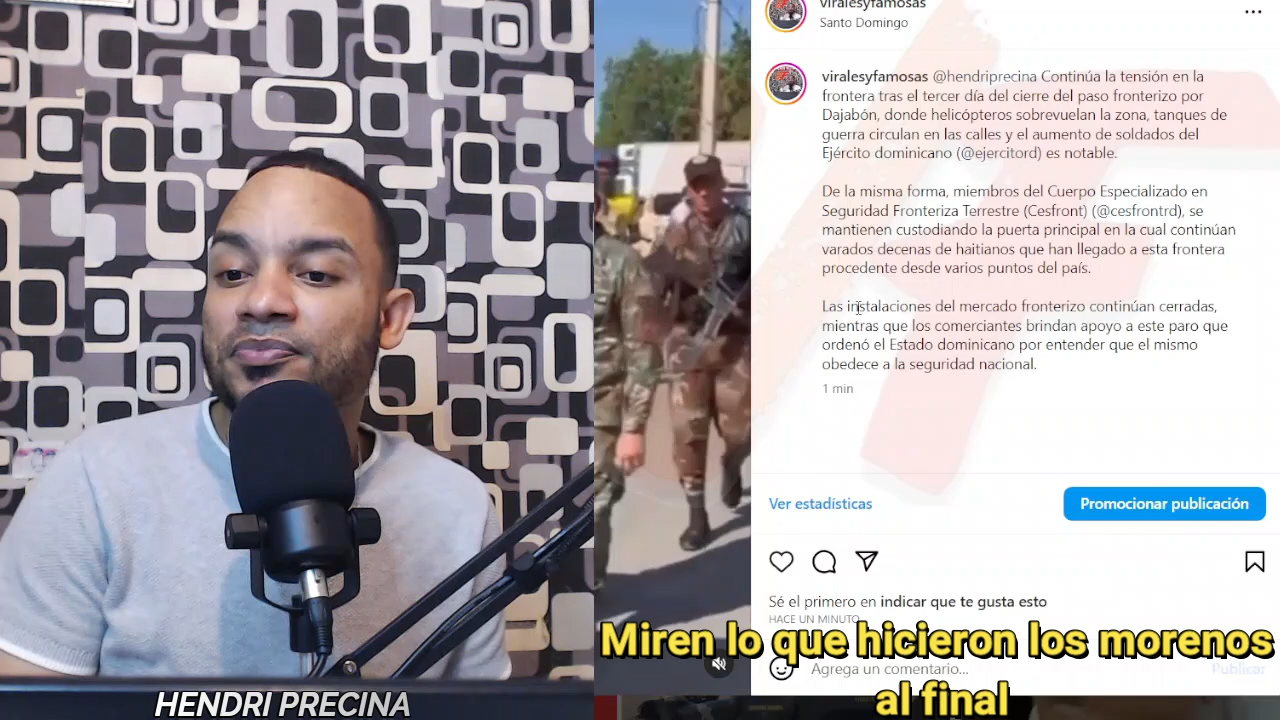 viralesyfamosas
Santo Domingo
viralesyfamosas @hendriprecina Continúa la tensión en la
frontera tras el tercer día del cierre del paso fronterizo por
Dajabón, donde helicópteros sobrevuelan la zona, tanques de
guerra circulan en las calles y el aumento de soldados del
Ejército dominicano (@ejercitord) es notable.
De la misma forma, miembros del Cuerpo Especializado en
Seguridad Fronteriza Terrestre (Cesfront) (@cesfrontrd), se
mantienen custodiando la puerta principal en la cual continúan
varados decenas de haitianos que han llegado a esta frontera
procedente desde varios puntos del país.
Las instalaciones del mercado fronterizo continúan cerradas,
mientras que los comerciantes brindan apoyo a este paro que
ordenó el Estado dominicano por entender que el mismo
obedece a la seguridad nacional.
1 min
Ver estadísticas
Promocionar publicación
Sé el primero en indicar que te gusta esto
HACE UN MINUTO
Miren lo que hicieron los morenos
al final
Agrega un comentario...
Publicar
HENDRI PRECINA